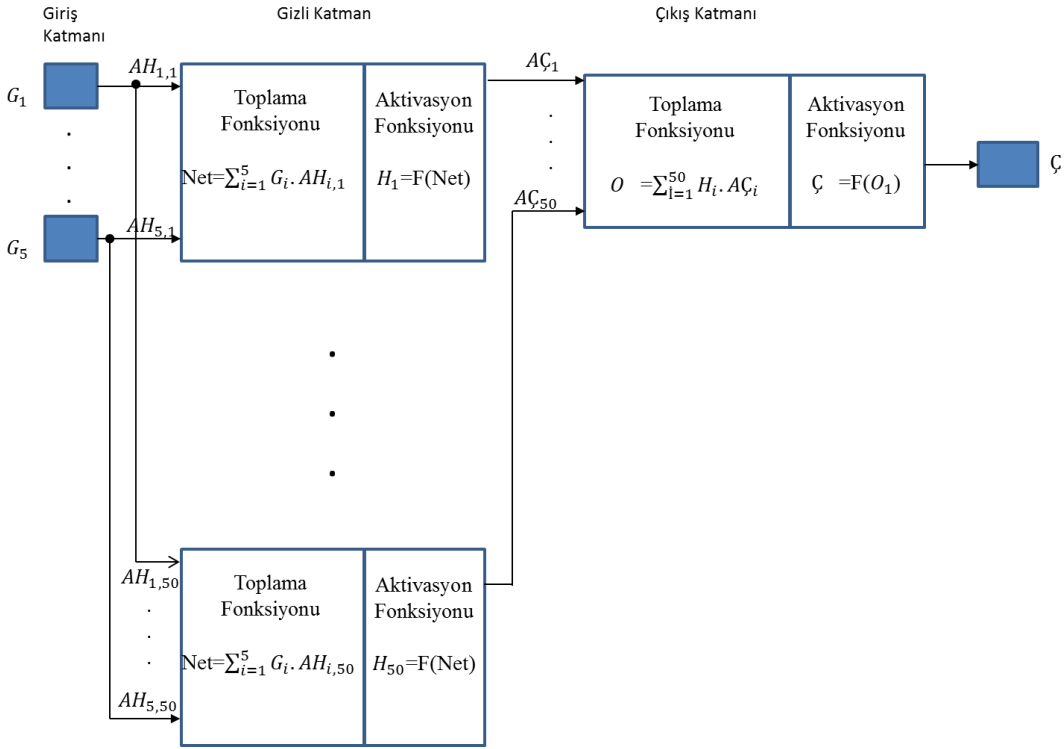 Giriş
Katmanı
Gizli Katman
Çıkış Katmanı
G₁
AH₁,₁
Toplama
Fonksiyonu
Net=∑⁵ᵢ₌₁ Gᵢ. AHᵢ,₁
Aktivasyon
Fonksiyonu
H₁=F(Net)
AÇ₁
Toplama
Fonksiyonu
O =∑⁵⁰İ₌₁ Hᵢ. AÇᵢ
Aktivasyon
Fonksiyonu
Ç =F(O₁)
Ç
G₅
AH₅,₁
AÇ₅₀
AH₁,₅₀
Toplama
Fonksiyonu
Net=∑⁵ᵢ₌₁ Gᵢ. AHᵢ,₅₀
Aktivasyon
Fonksiyonu
H₅₀=F(Net)
AH₅,₅₀